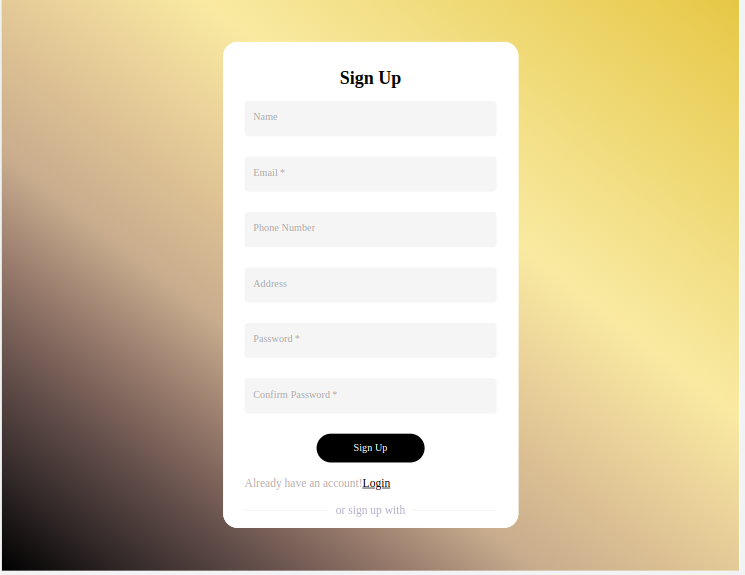 Sign Up
Name
Email *
Phone Number
Address
Password *
Confirm Password *
Sign Up
Already have an account!Login
or sign up with